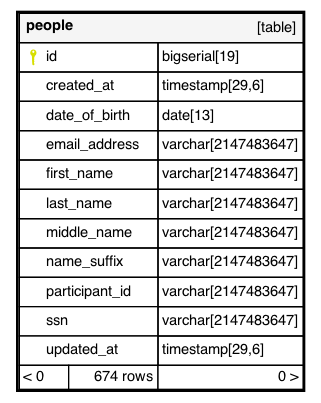 people [table]
id bigserial[19]
created_at timestamp[29,6]
date_of_birth date[13]
email_address varchar[2147483647]
first_name varchar[2147483647]
last_name varchar[2147483647]
middle_name varchar[2147483647]
name_suffix varchar[2147483647]
participant_id varchar[2147483647]
ssn varchar[2147483647]
updated_at timestamp[29,6]
< 0 674 rows 0 >